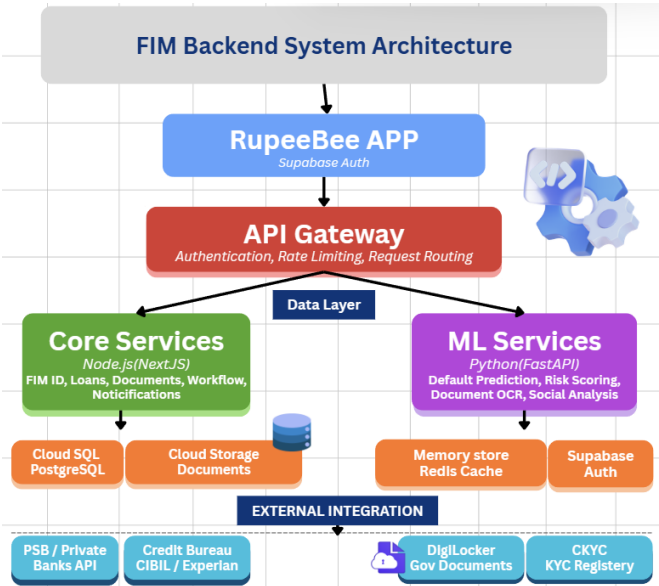 FIM Backend System Architecture
RupeeBee APP
Supabase Auth
API Gateway
Authentication, Rate Limiting, Request Routing
Data Layer
Core Services
Node.js(NextJS)
FIM ID, Loans, Documents, Workflow,
Noticifications
ML Services
Python(FastAPI)
Default Prediction, Risk Scoring,
Document OCR, Social Analysis
Cloud SQL
PostgreSQL
Cloud Storage
Documents
Memory store
Redis Cache
Supabase
Auth
EXTERNAL INTEGRATION
PSB / Private
Banks API
Credit Bureau
CIBIL / Experian
DigiLocker
Gov Documents
CKYC
KYC Registery